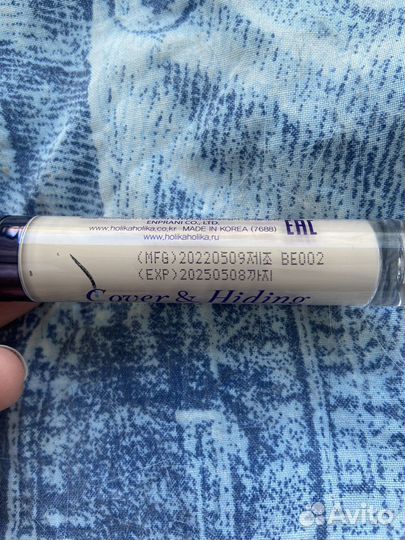 ENPRANI CO., LTD.
www.holikaholika.co.kr MADE IN KOREA (7688)
www.holikaholika.ru
EAC
(MFG)20220509제조 BE002
(EXP)20250508까지
Cover & Hiding
Avito